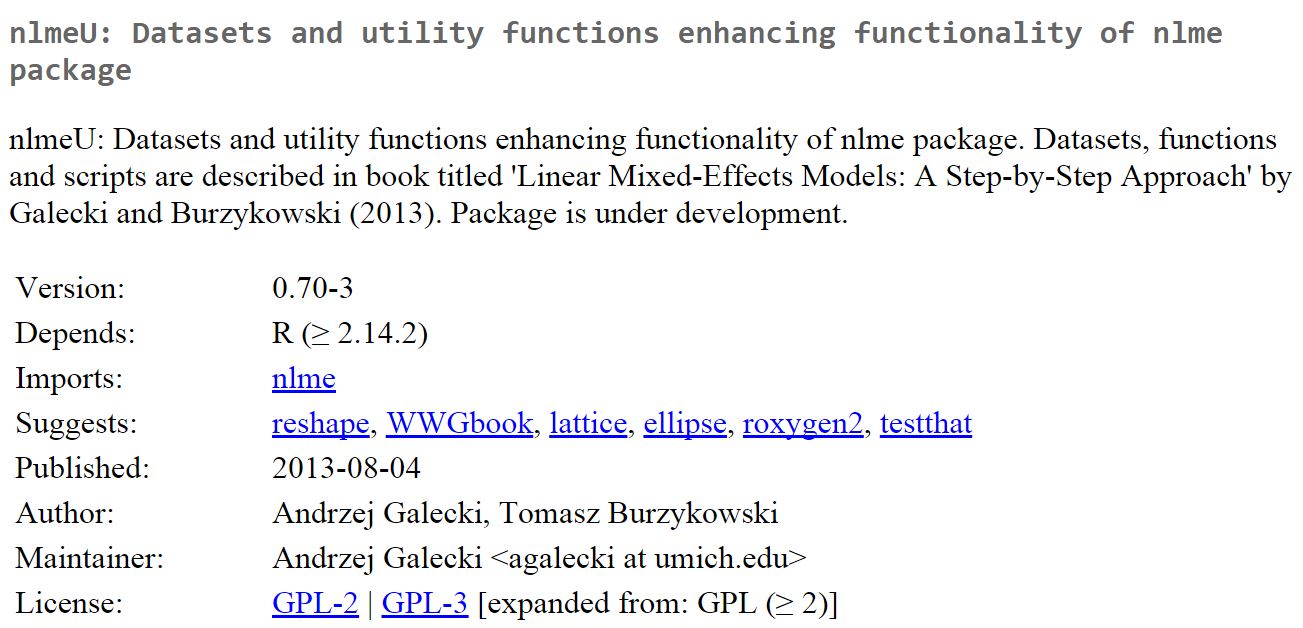 nlmeU: Datasets and utility functions enhancing functionality of nlme
package
nlmeU: Datasets and utility functions enhancing functionality of nlme package. Datasets, functions
and scripts are described in book titled 'Linear Mixed-Effects Models: A Step-by-Step Approach' by
Galecki and Burzykowski (2013). Package is under development.
Version: 0.70-3
Depends: R (≥ 2.14.2)
Imports: nlme
Suggests: reshape, WWGbook, lattice, ellipse, roxygen2, testthat
Published: 2013-08-04
Author: Andrzej Galecki, Tomasz Burzykowski
Maintainer: Andrzej Galecki <agalecki at umich.edu>
License: GPL-2 | GPL-3 [expanded from: GPL (≥ 2)]